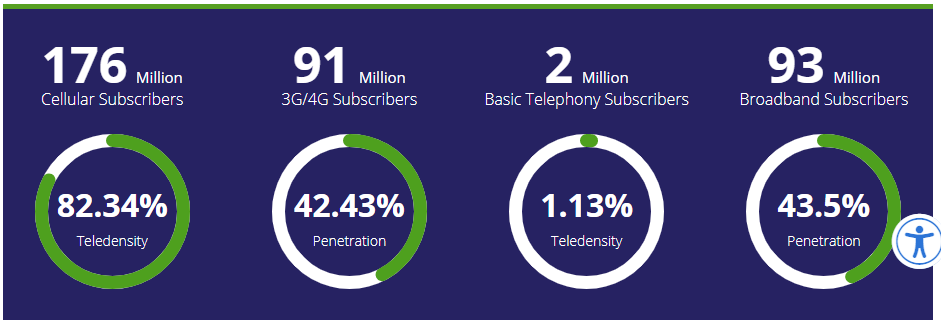 176 Million
Cellular Subscribers
82.34%
Teledensity
91 Million
3G/4G Subscribers
42.43%
Penetration
2 Million
Basic Telephony Subscribers
1.13%
Teledensity
93 Million
Broadband Subscribers
43.5%
Penetration